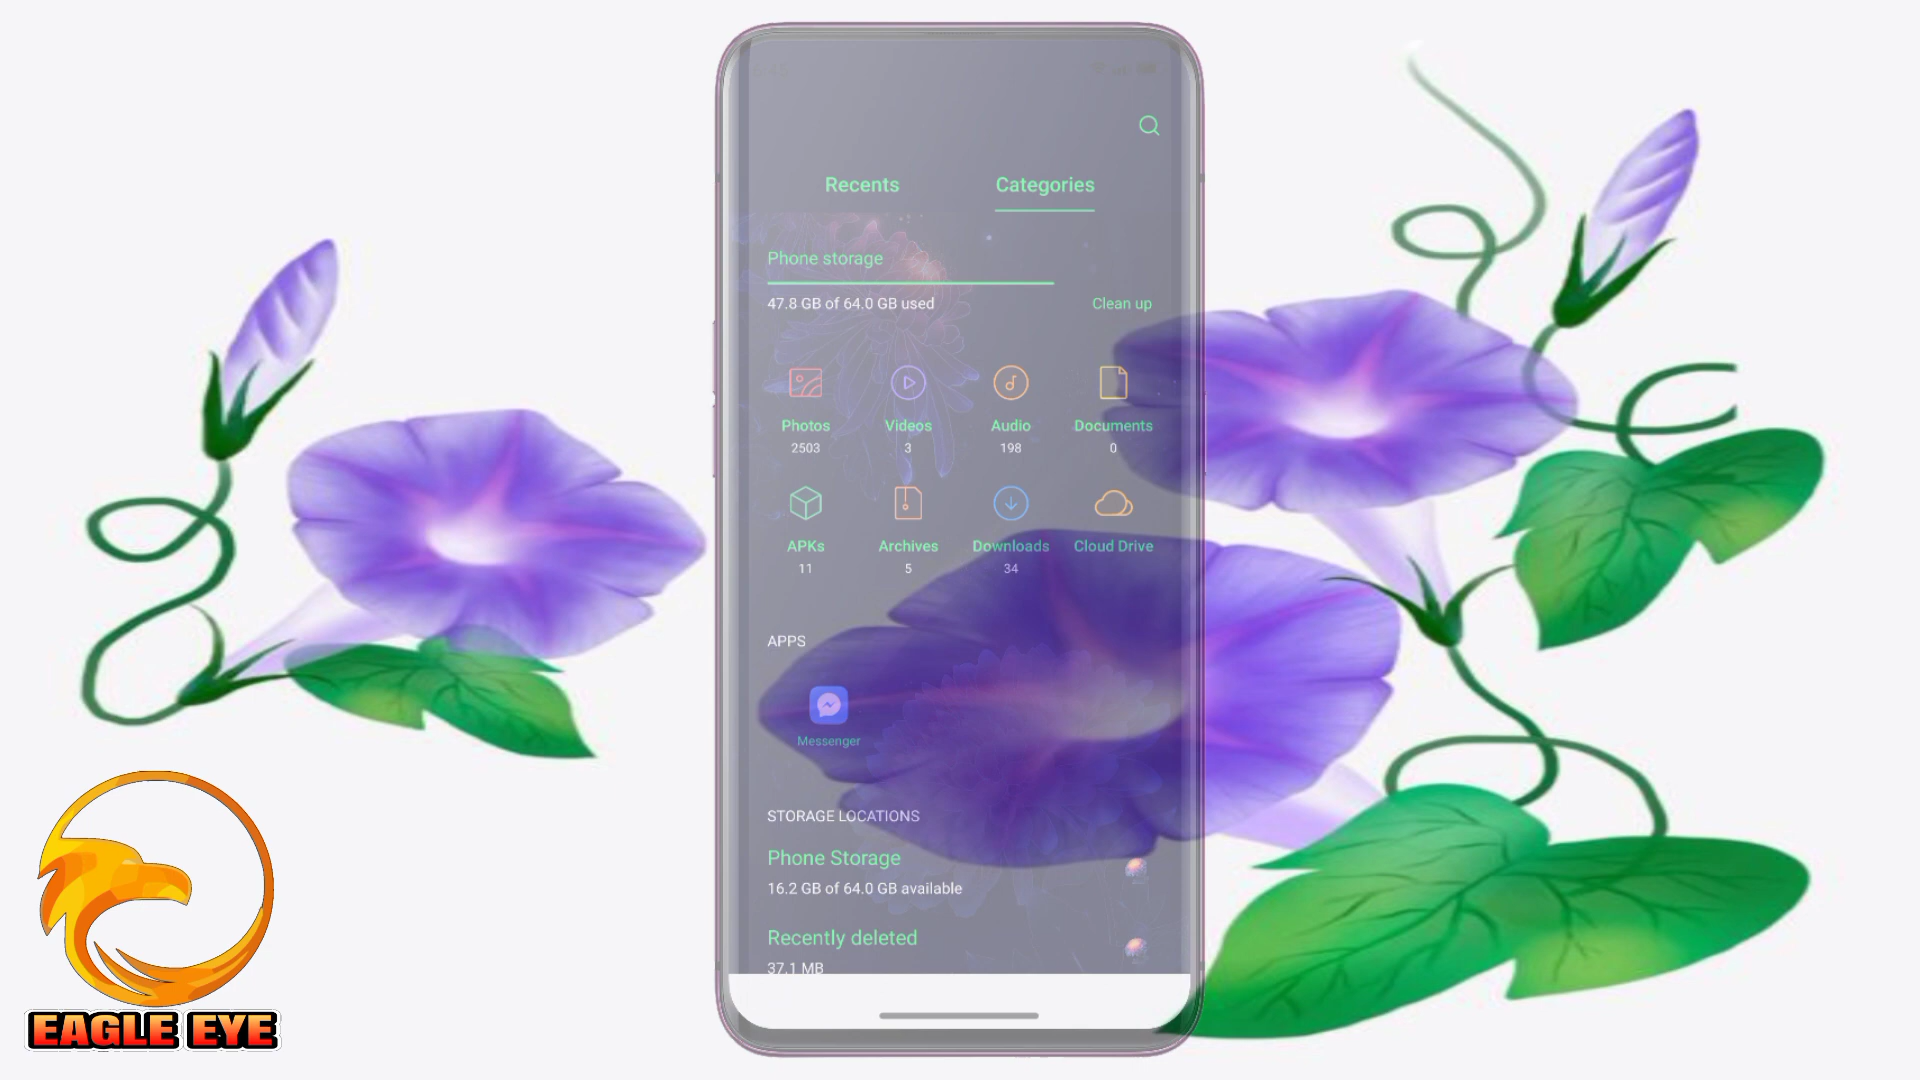 Recents Categories
Phone storage
47.8 GB of 64.0 GB used Clean up
Photos Videos Audio Documents
2503 3 198 0
APKs Archives Downloads Cloud Drive
11 5 34
APPS
Messenger
STORAGE LOCATIONS
Phone Storage
16.2 GB of 64.0 GB available
Recently deleted
37.1 MB
EAGLE EYE